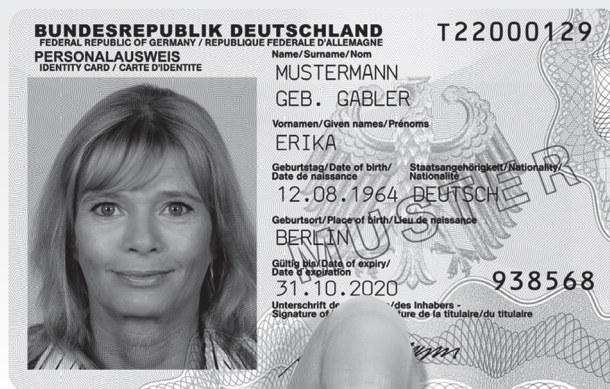 BUNDESREPUBLIK DEUTSCHLAND
FEDERAL REPUBLIC OF GERMANY / REPUBLIQUE FEDERALE D'ALLEMAGNE
PERSONALAUSWEIS
IDENTITY CARD / CARTE D'IDENTITE
T22000129
Name/Surname/Nom
MUSTERMANN
GEB. GABLER
Vornamen/Given names/Prénoms
ERIKA
Geburtstag/Date of birth/ Staatsangehörigkeit/Nationality/
Date de naissance Nationalité
12.08.1964 DEUTSCH
Geburtsort/Place of birth/Lieu de naissance
BERLIN
MUSTER
Gültig bis/Date of expiry/
Date d'expiration
31.10.2020 938568
Unterschrift /des Inhabers -
Signature of de la titulaire/du titulaire